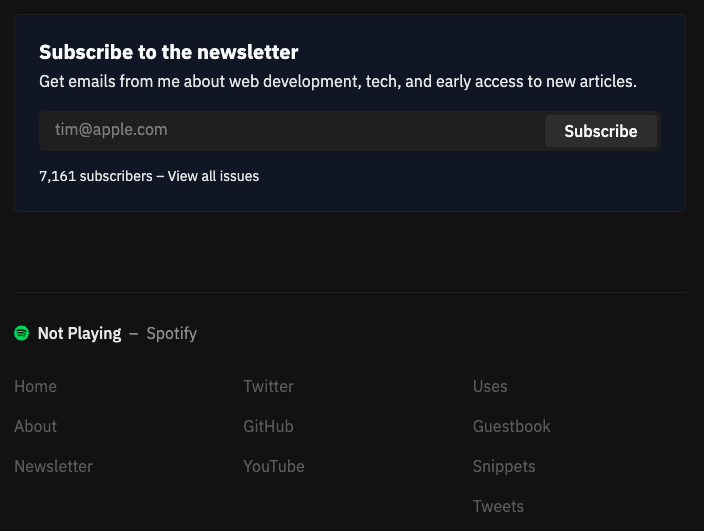 Subscribe to the newsletter
Get emails from me about web development, tech, and early access to new articles.
tim@apple.com
Subscribe
7,161 subscribers – View all issues
Not Playing – Spotify
Home
Twitter
Uses
About
GitHub
Guestbook
Newsletter
YouTube
Snippets
Tweets